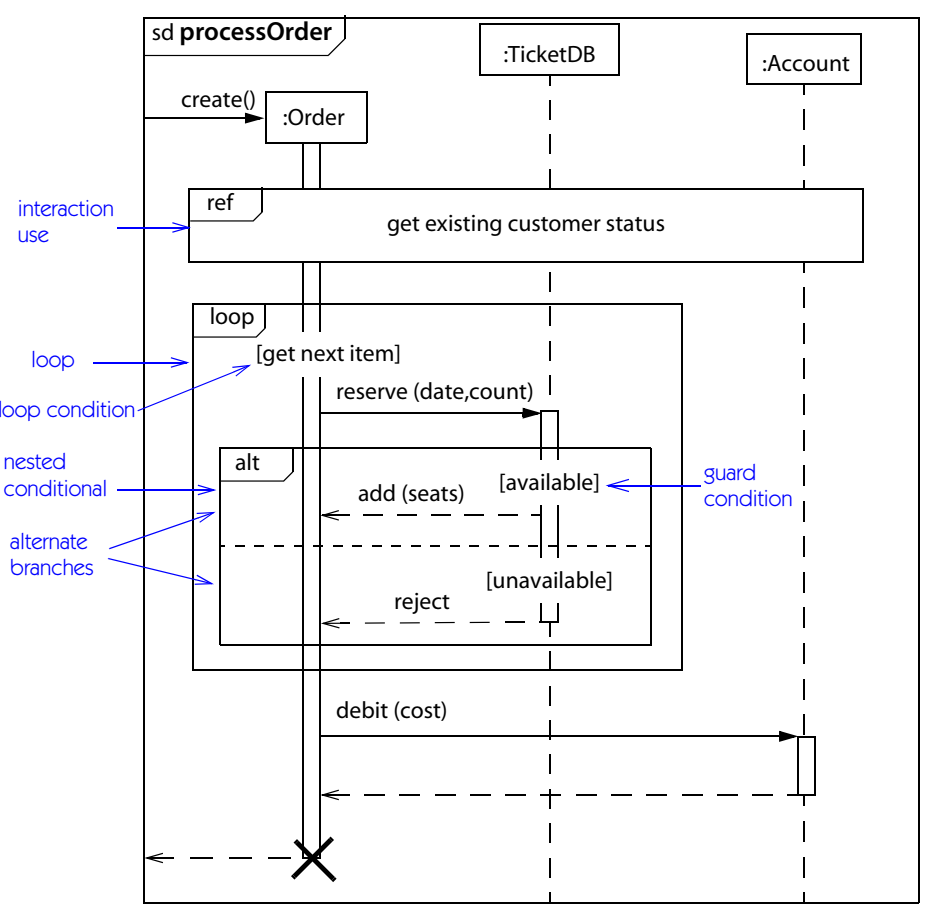 sd processOrder
:TicketDB
:Account
create()
:Order
ref
get existing customer status
interaction
use
loop
[get next item]
loop
reserve (date,count)
loop condition
nested
conditional
alt
[available]
guard
condition
add (seats)
alternate
branches
[unavailable]
reject
debit (cost)